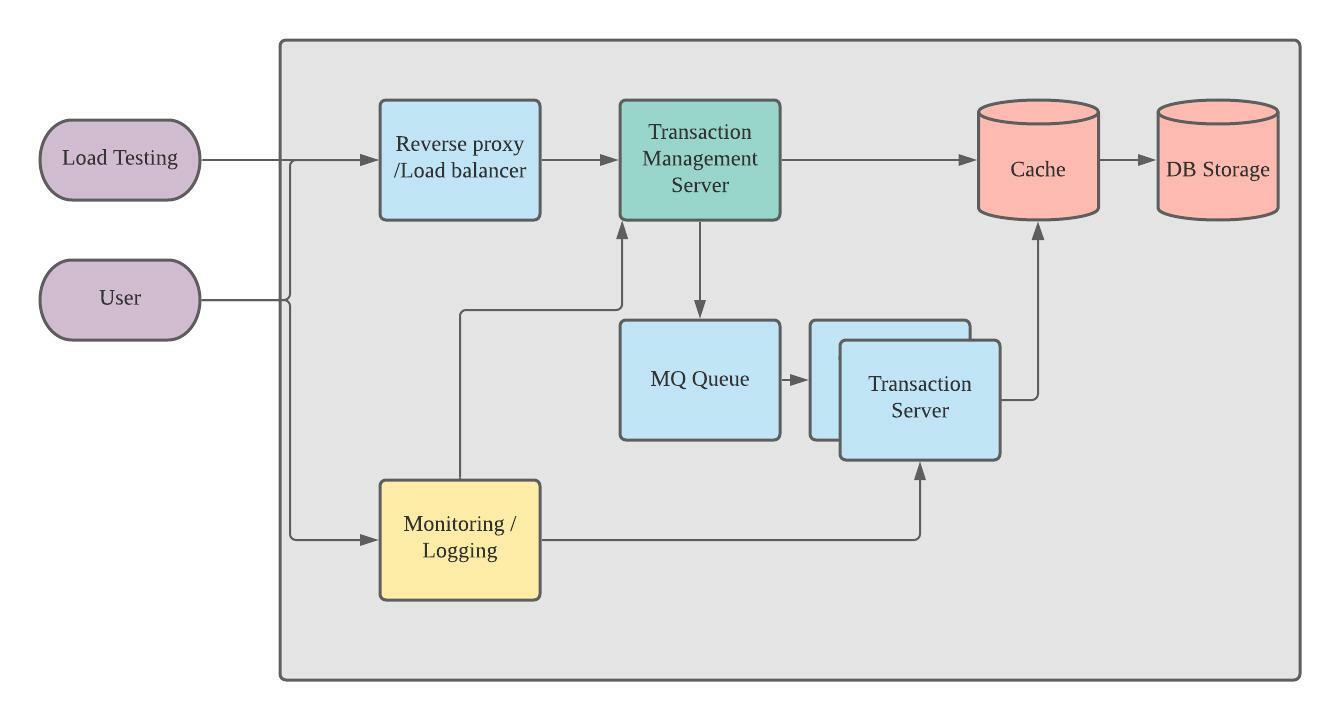 Load Testing
User
Reverse proxy
/Load balancer
Transaction
Management
Server
Cache
DB Storage
MQ Queue
Transaction
Server
Monitoring /
Logging